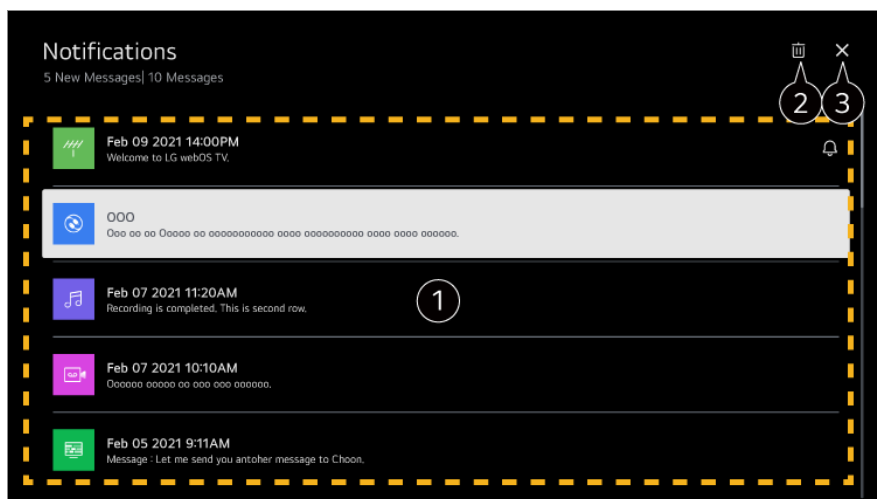 Notifications
5 New Messages| 10 Messages
2
3
Feb 09 2021 14:00PM
Welcome to LG webOS TV.
OOO
Ooo oo oo Ooooo oo ooooooooooo oooo oooooooooo oooo oooo oooooo.
Feb 07 2021 11:20AM
Recording is completed. This is second row.
1
Feb 07 2021 10:10AM
Oooooo ooooo oo ooo ooo oooooo.
Feb 05 2021 9:11AM
Message : Let me send you antoher message to Choon.